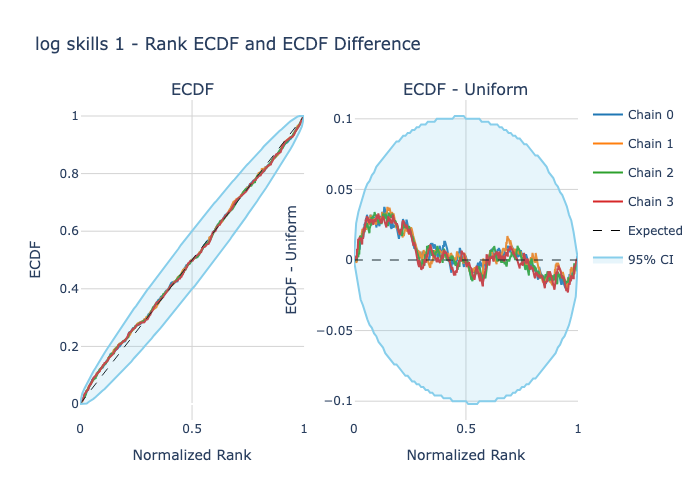 log skills 1 - Rank ECDF and ECDF Difference
ECDF
ECDF - Uniform
ECDF
1
0.8
0.6
0.4
0.2
0
0
0.5
1
Normalized Rank
ECDF - Uniform
0.1
0.05
0
−0.05
−0.1
0
0.5
1
Normalized Rank
Chain 0
Chain 1
Chain 2
Chain 3
Expected
95% CI